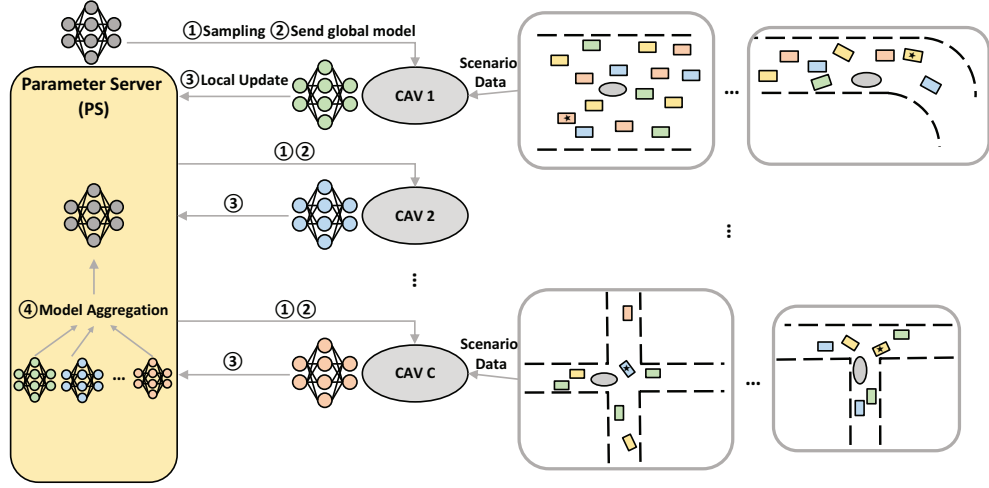 ①Sampling ②Send global model
Parameter Server
(PS)
③Local Update
CAV 1
Scenario
Data
...
①②
③
CAV 2
...
...
④Model Aggregation
...
①②
③
CAV C
Scenario
Data
...